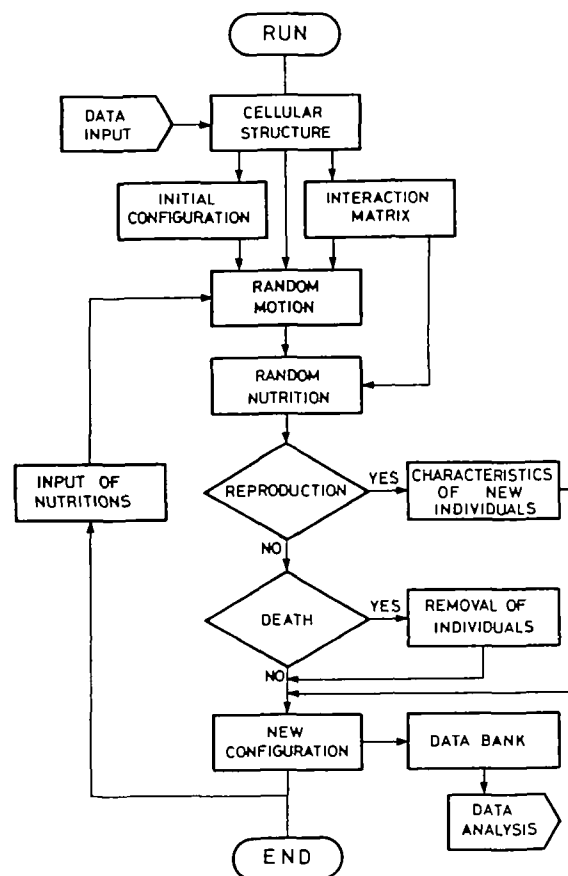 RUN
DATA
INPUT
CELLULAR
STRUCTURE
INITIAL
CONFIGURATION
INTERACTION
MATRIX
RANDOM
MOTION
RANDOM
NUTRITION
INPUT OF
NUTRITIONS
REPRODUCTION
YES
CHARACTERISTICS
OF NEW
INDIVIDUALS
NO
DEATH
YES
REMOVAL OF
INDIVIDUALS
NO
NEW
CONFIGURATION
DATA BANK
DATA
ANALYSIS
END